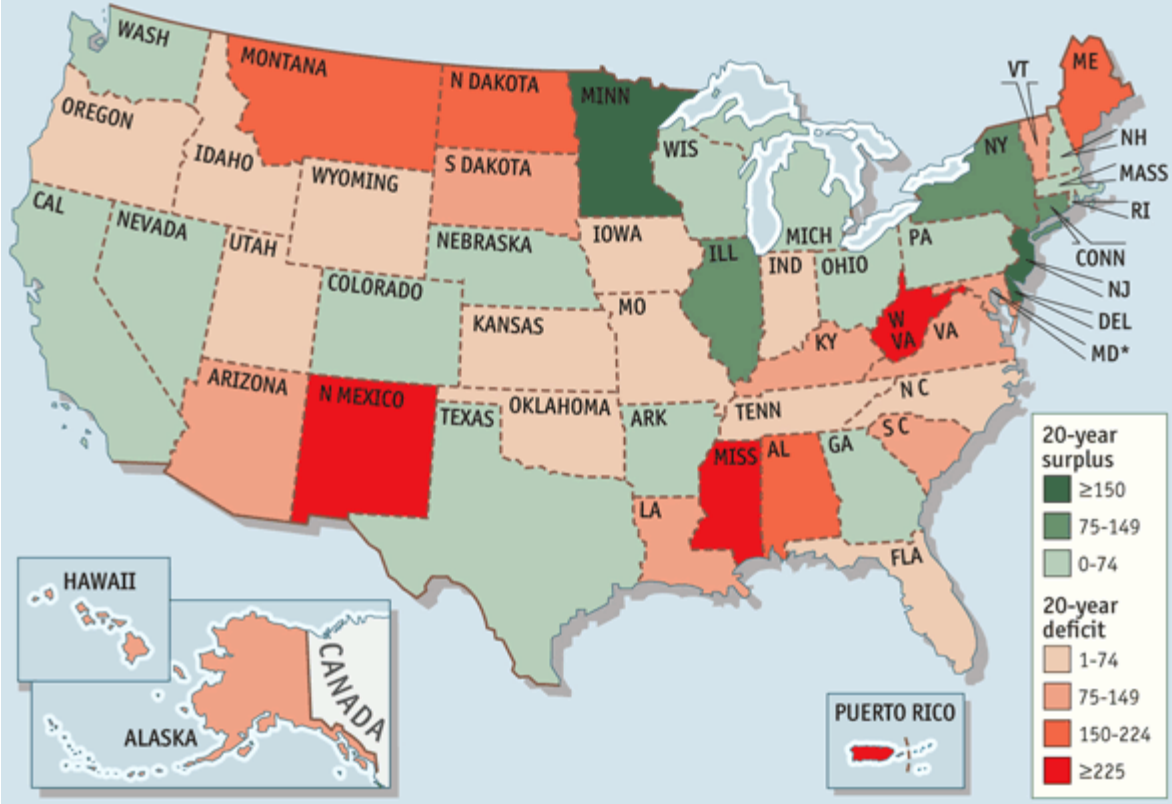 WASH
MONTANA
N DAKOTA
MINN
VT
ME
OREGON
IDAHO
WYOMING
S DAKOTA
WIS
NY
NH
MASS
RI
CONN
NJ
DEL
MD*
CAL
NEVADA
UTAH
COLORADO
NEBRASKA
IOWA
ILL
MICH
IND
OHIO
PA
KANSAS
MO
KY
W
VA
VA
ARIZONA
N MEXICO
TEXAS
OKLAHOMA
ARK
TENN
N C
S C
MISS
AL
GA
LA
FLA
HAWAII
ALASKA
CANADA
PUERTO RICO
20-year
surplus
≥150
75-149
0-74
20-year
deficit
1-74
75-149
150-224
≥225